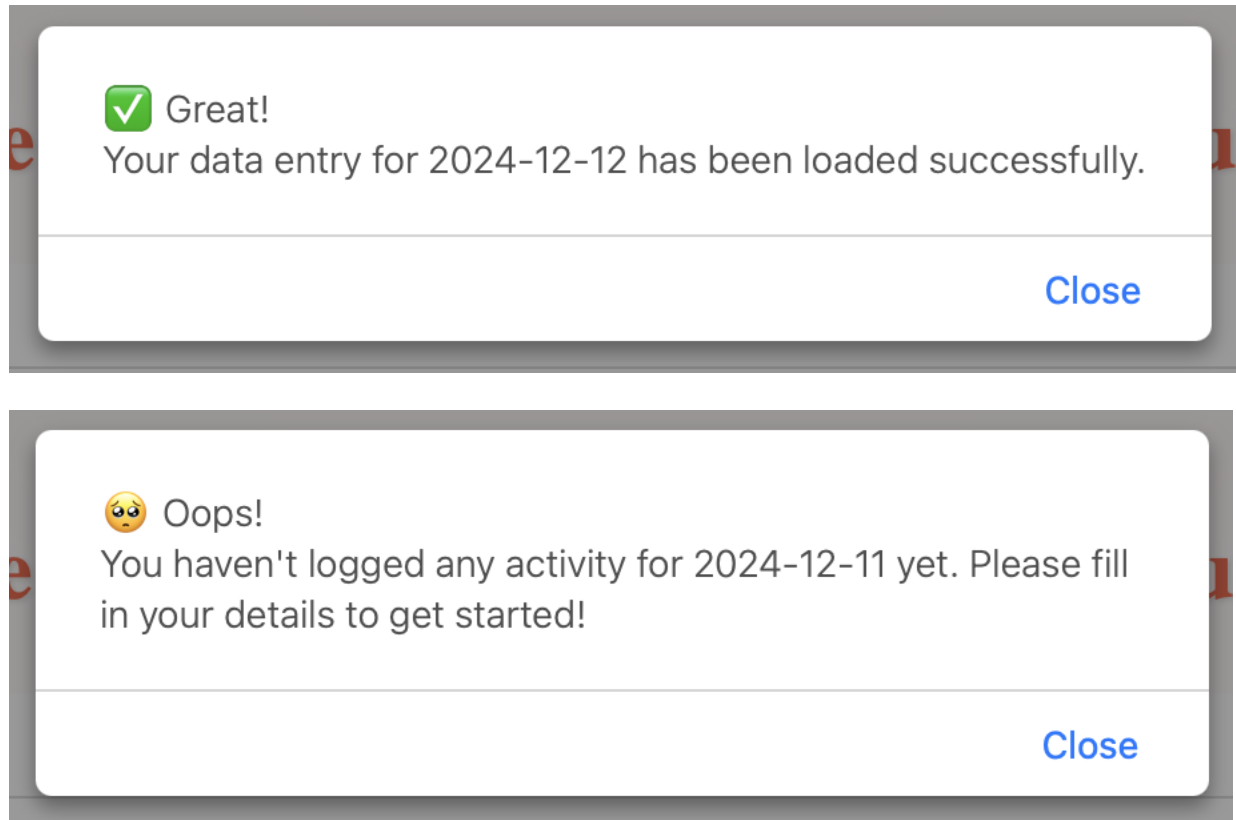 ✅ Great!
Your data entry for 2024-12-12 has been loaded successfully.
Close
🥺 Oops!
You haven't logged any activity for 2024-12-11 yet. Please fill
in your details to get started!
Close